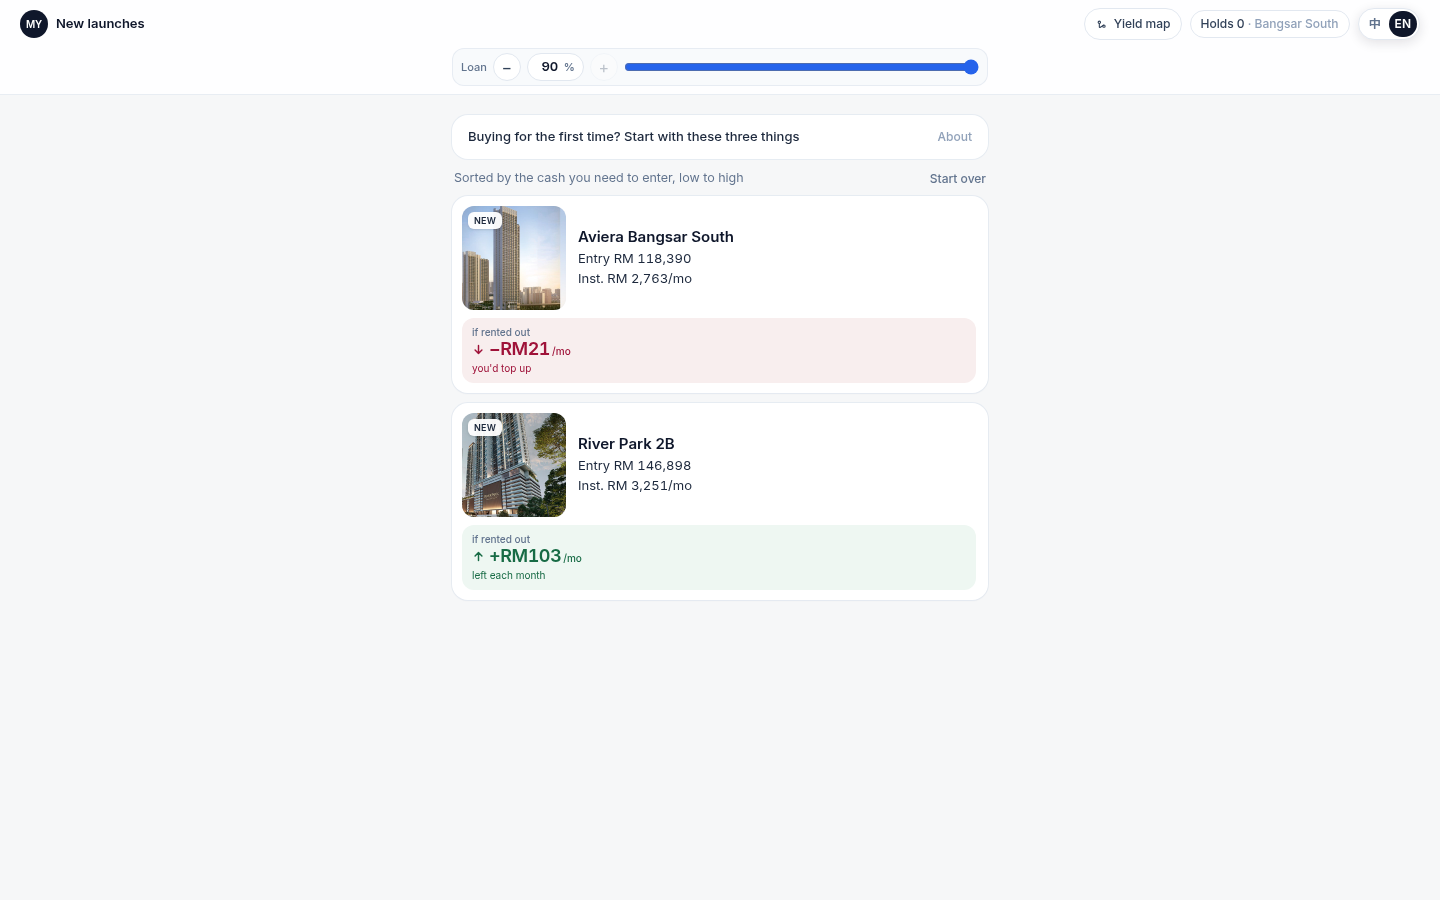 MY New launches
Yield map
Holds 0 · Bangsar South
中 EN
Loan − 90 % +
Buying for the first time? Start with these three things
About
Sorted by the cash you need to enter, low to high
Start over
NEW
Aviera Bangsar South
Entry RM 118,390
Inst. RM 2,763/mo
if rented out
↓ −RM21 /mo
you'd top up
NEW
River Park 2B
Entry RM 146,898
Inst. RM 3,251/mo
if rented out
↑ +RM103 /mo
left each month